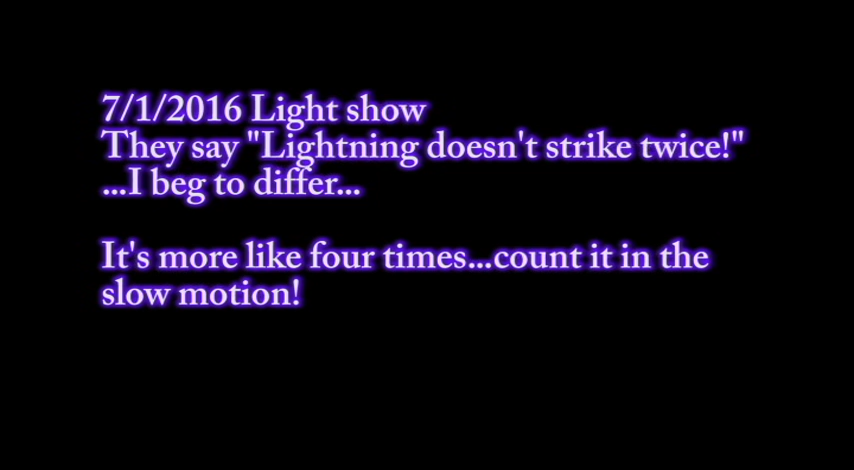 7/1/2016 Light show
They say "Lightning doesn't strike twice!"
...I beg to differ...
It's more like four times...count it in the
slow motion!